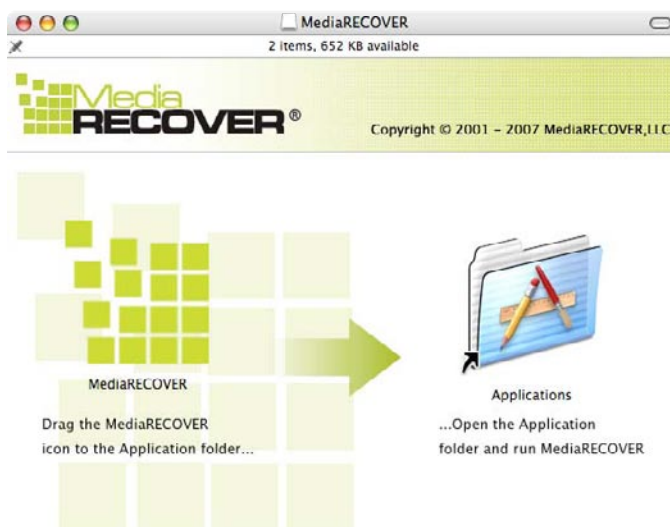 MediaRECOVER
2 items, 652 KB available
Media
RECOVER®
Copyright © 2001 – 2007 MediaRECOVER,LLC
MediaRECOVER
Applications
Drag the MediaRECOVER
icon to the Application folder...
...Open the Application
folder and run MediaRECOVER